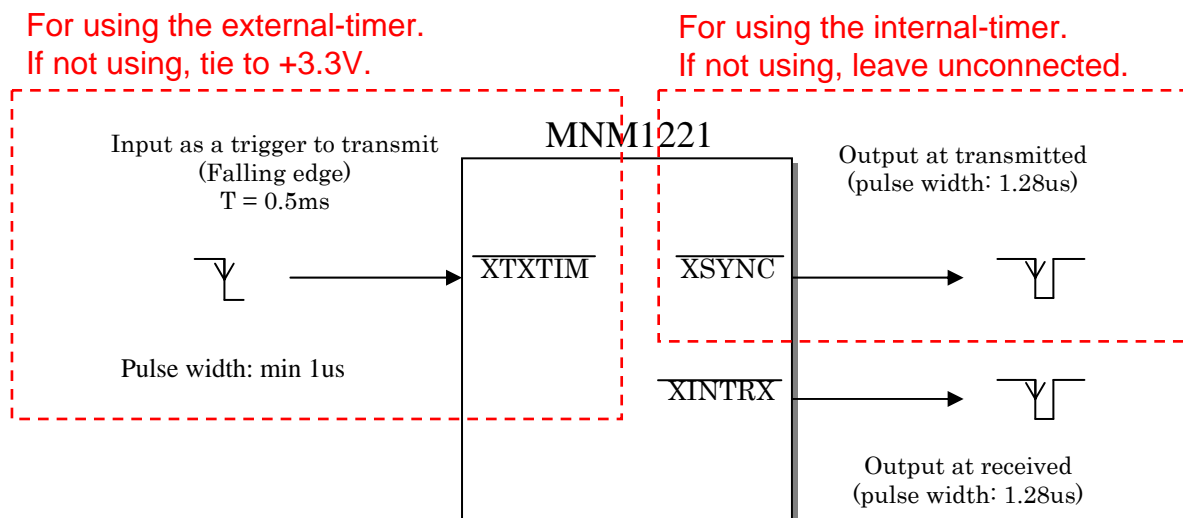 For using the external-timer.
If not using, tie to +3.3V.
For using the internal-timer.
If not using, leave unconnected.
MNM1221
Input as a trigger to transmit
(Falling edge)
T = 0.5ms
Output at transmitted
(pulse width: 1.28us)
XTXTIM
XSYNC
Pulse width: min 1us
XINTRX
Output at received
(pulse width: 1.28us)